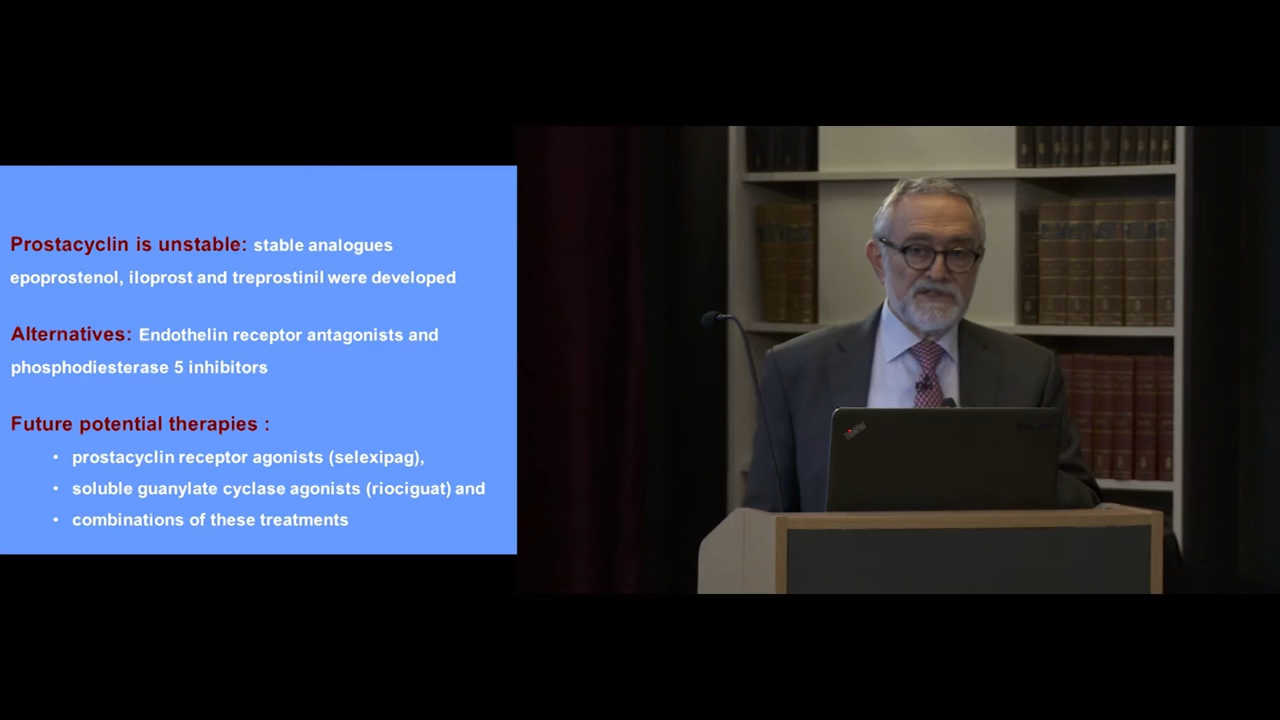 Prostacyclin is unstable: stable analogues
epoprostenol, iloprost and treprostinil were developed
Alternatives: Endothelin receptor antagonists and
phosphodiesterase 5 inhibitors
Future potential therapies :
• prostacyclin receptor agonists (selexipag),
• soluble guanylate cyclase agonists (riociguat) and
• combinations of these treatments
ThinkPad